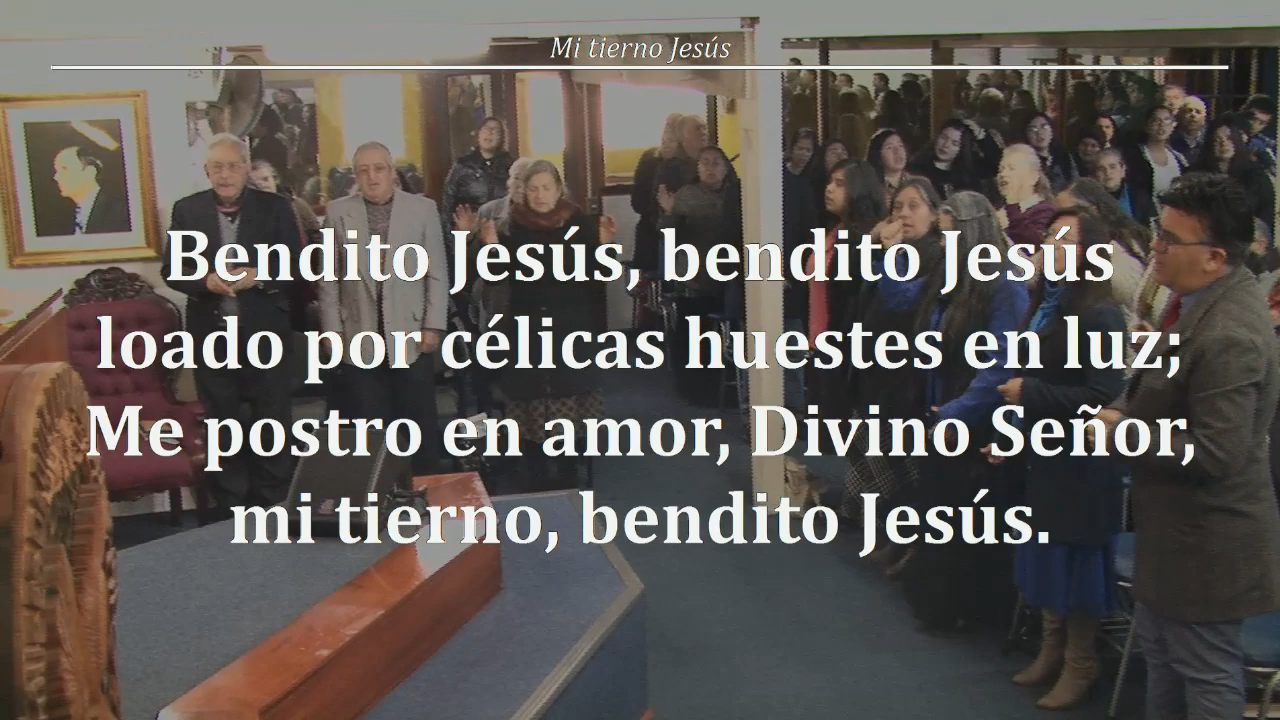 Mi tierno Jesús
Bendito Jesús, bendito Jesús
loado por célicas huestes en luz;
Me postro en amor, Divino Señor,
mi tierno, bendito Jesús.